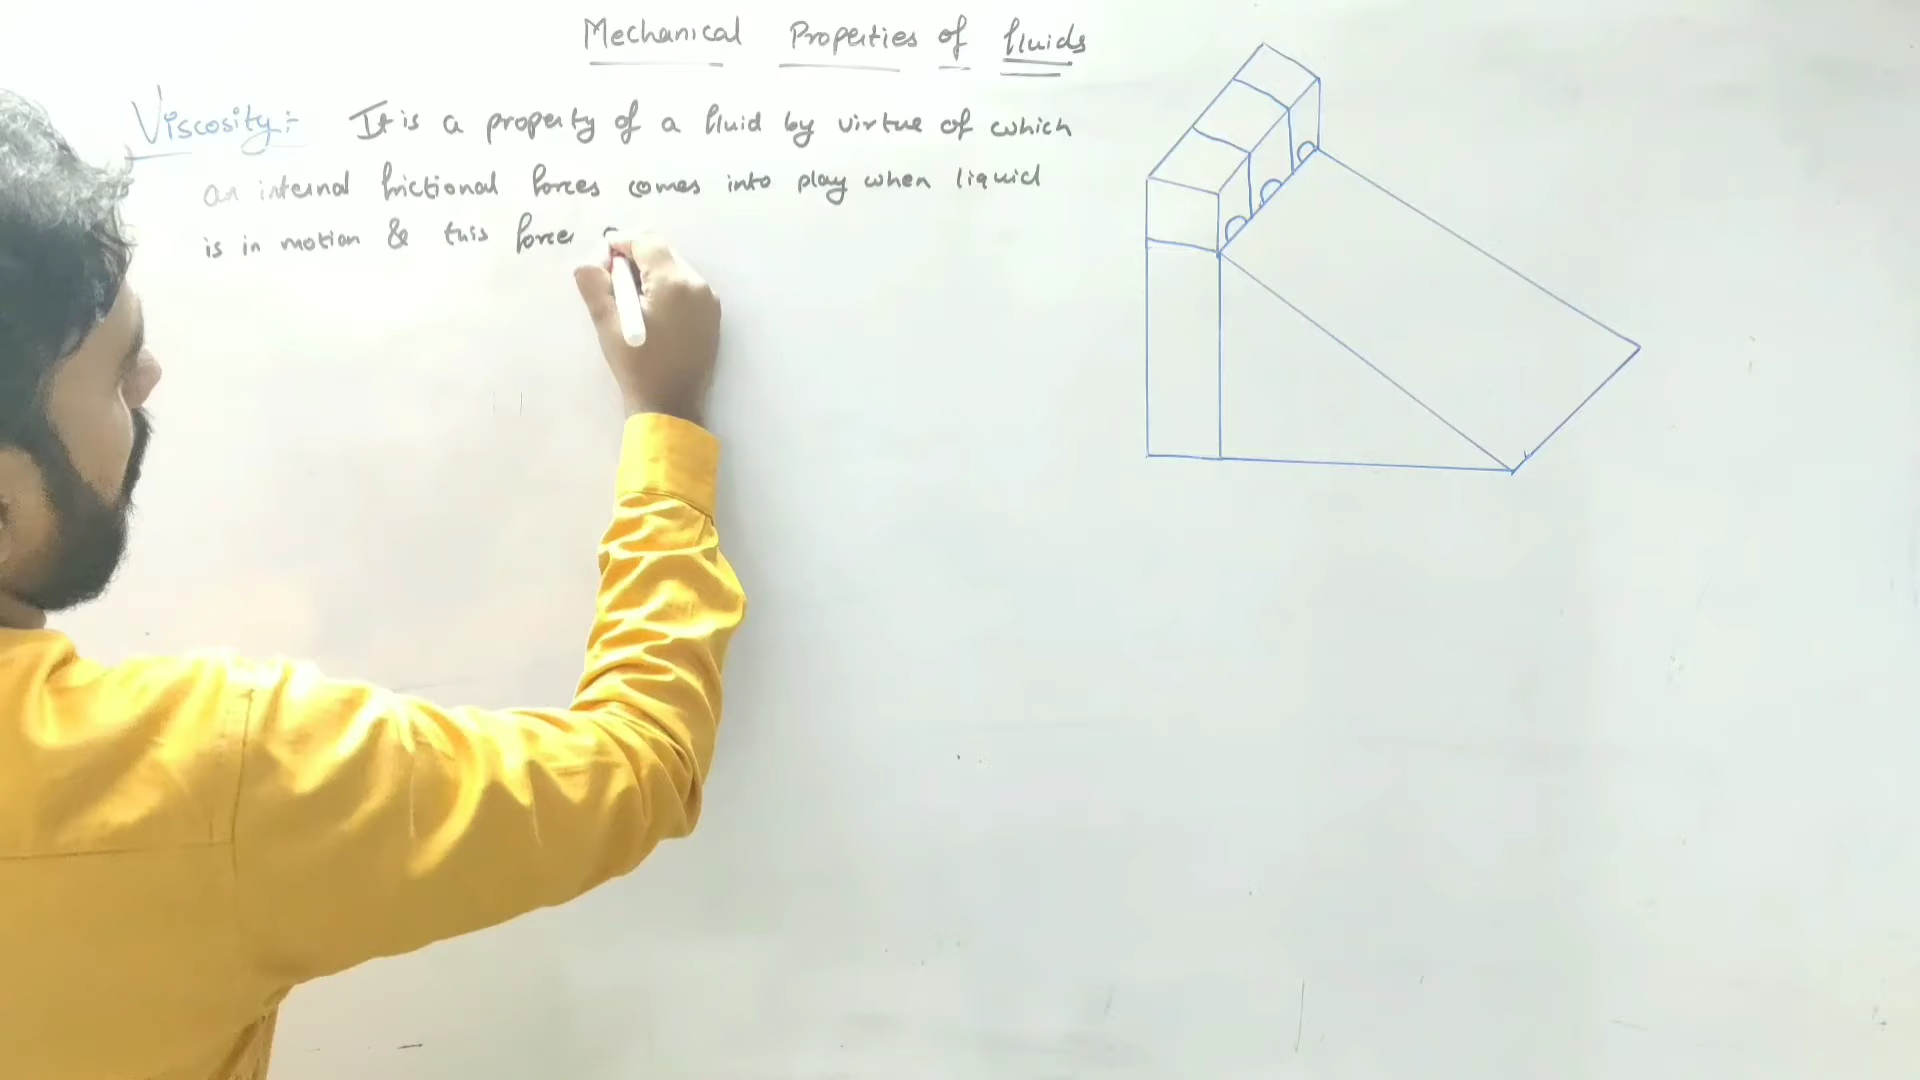 Mechanical Properties of fluids
Viscosity:- It is a property of a fluid by virtue of which
an internal frictional forces comes into play when liquid
is in motion & this force